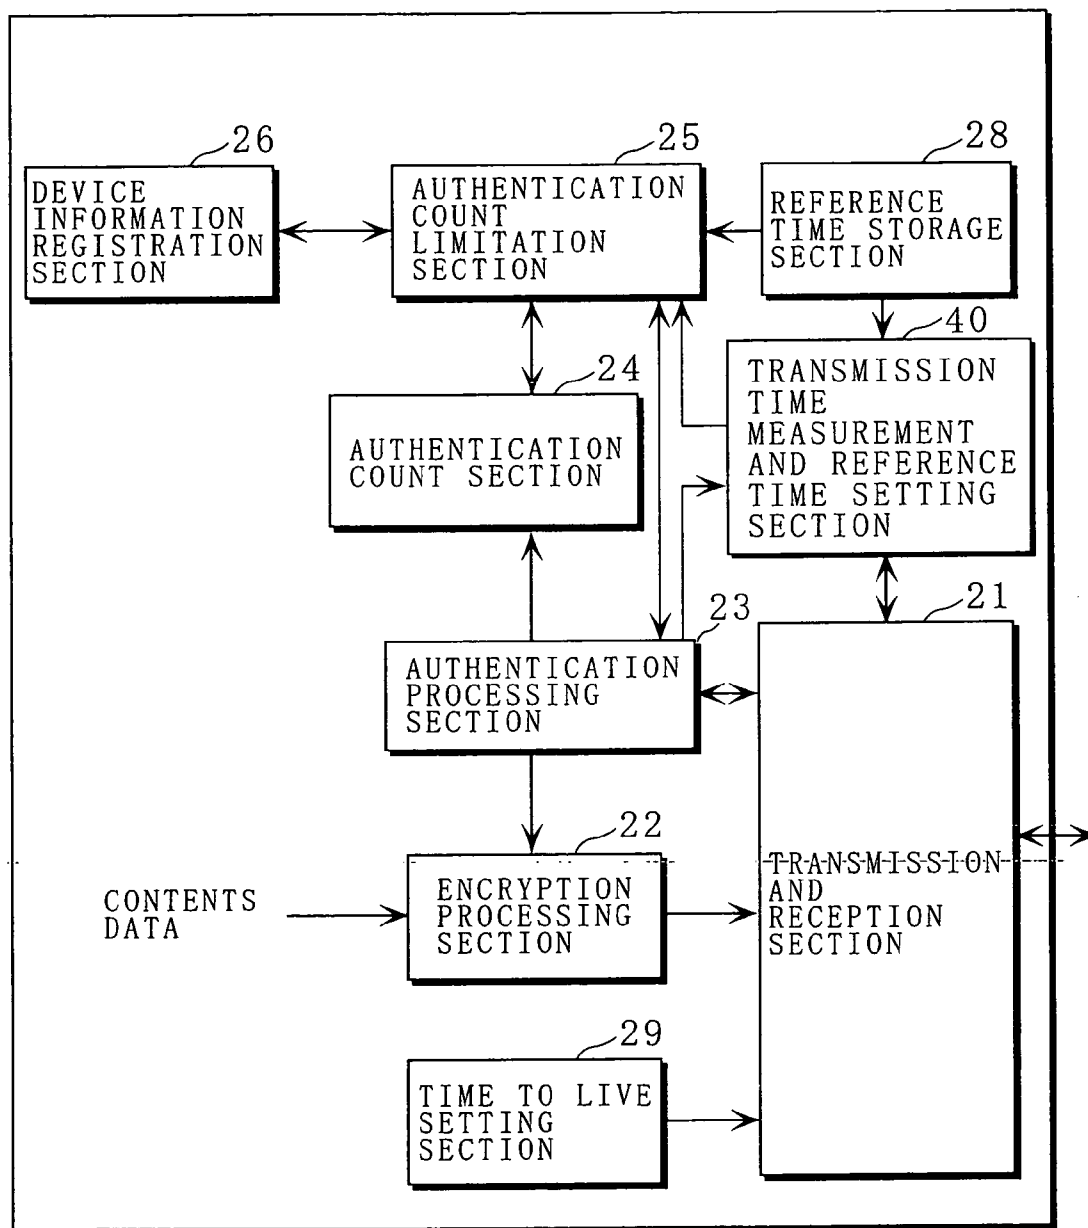 26
DEVICE
INFORMATION
REGISTRATION
SECTION
25
AUTHENTICATION
COUNT
LIMITATION
SECTION
28
REFERENCE
TIME STORAGE
SECTION
40
TRANSMISSION
TIME
MEASUREMENT
AND REFERENCE
TIME SETTING
SECTION
24
AUTHENTICATION
COUNT SECTION
23
AUTHENTICATION
PROCESSING
SECTION
21
TRANSMISSION
AND
RECEPTION
SECTION
22
ENCRYPTION
PROCESSING
SECTION
CONTENTS
DATA
29
TIME TO LIVE
SETTING
SECTION